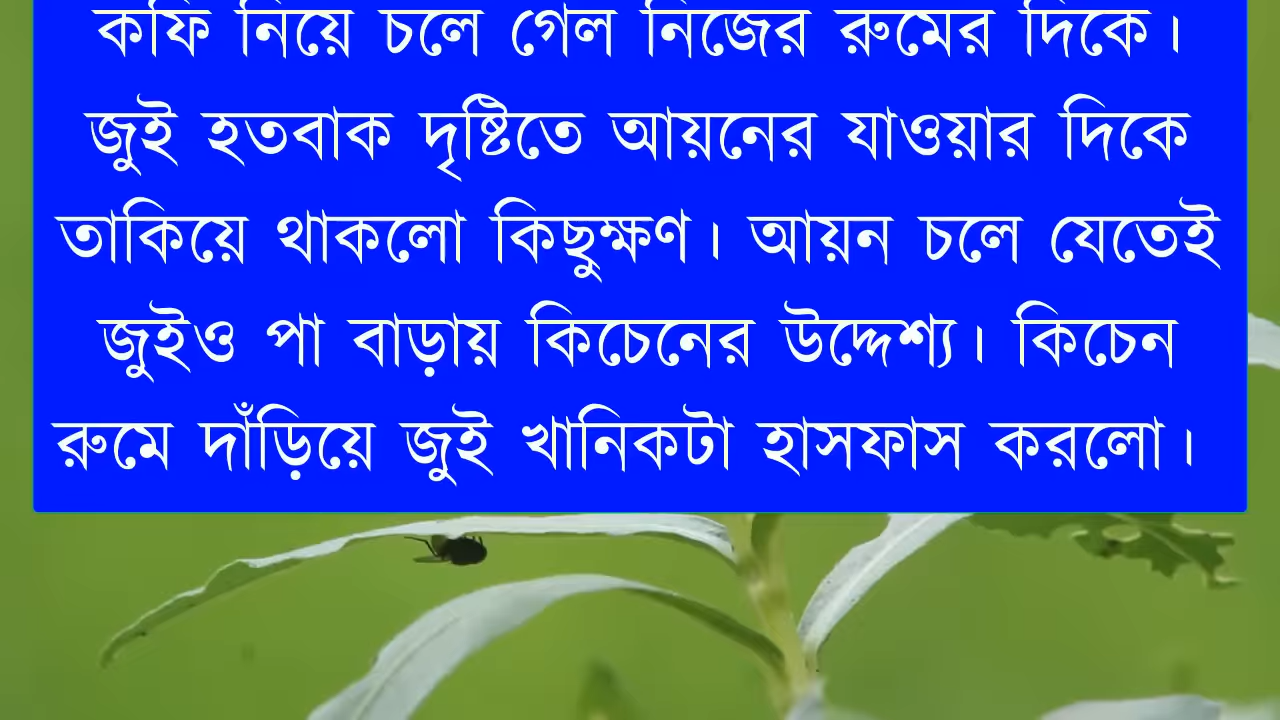 কফি নিয়ে চলে গেল নিজের রুমের দিকে।
জুই হতবাক দৃষ্টিতে আয়নের যাওয়ার দিকে
তাকিয়ে থাকলো কিছুক্ষণ। আয়ন চলে যেতেই
জুইও পা বাড়ায় কিচেনের উদ্দেশ্য। কিচেন
রুমে দাঁড়িয়ে জুই খানিকটা হাসফাস করলো।